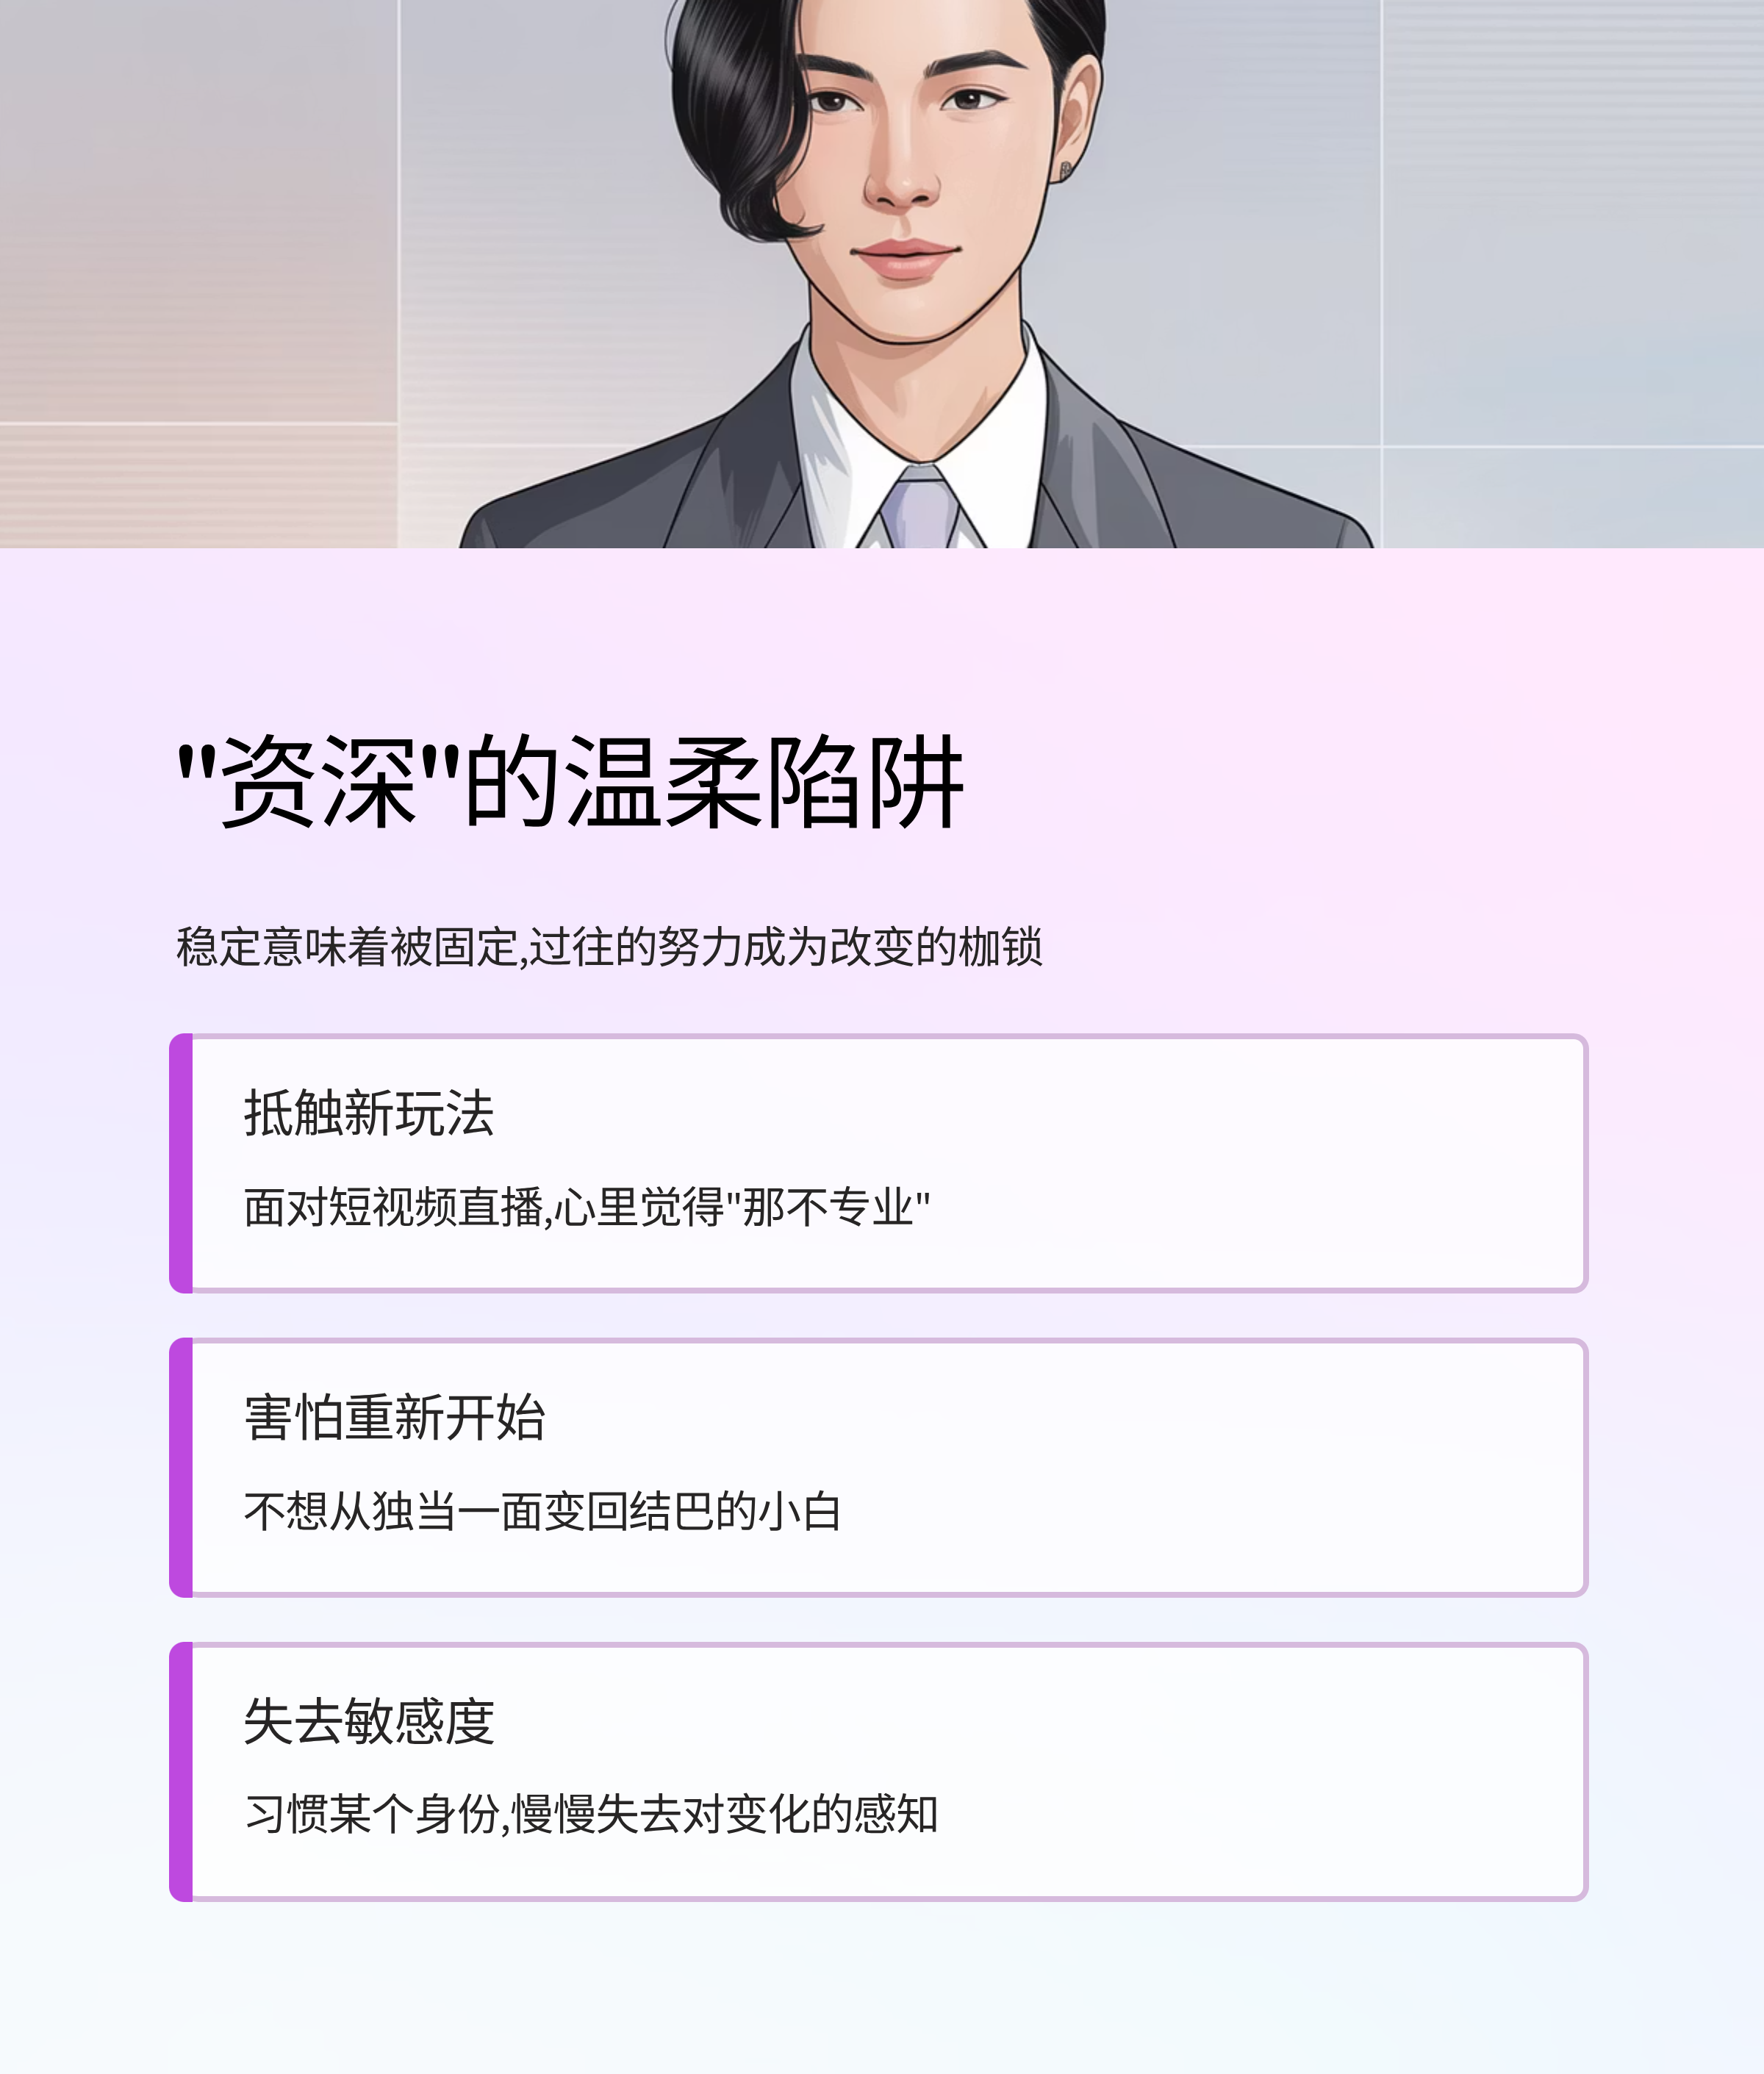 "资深"的温柔陷阱
稳定意味着被固定,过往的努力成为改变的枷锁
抵触新玩法
面对短视频直播,心里觉得"那不专业"
害怕重新开始
不想从独当一面变回结巴的小白
失去敏感度
习惯某个身份,慢慢失去对变化的感知